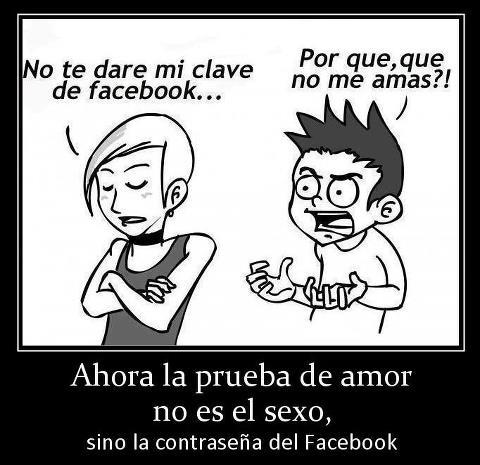 No te dare mi clave
de facebook...
Por que,que
no me amas?!
Ahora la prueba de amor
no es el sexo,
sino la contraseña del Facebook